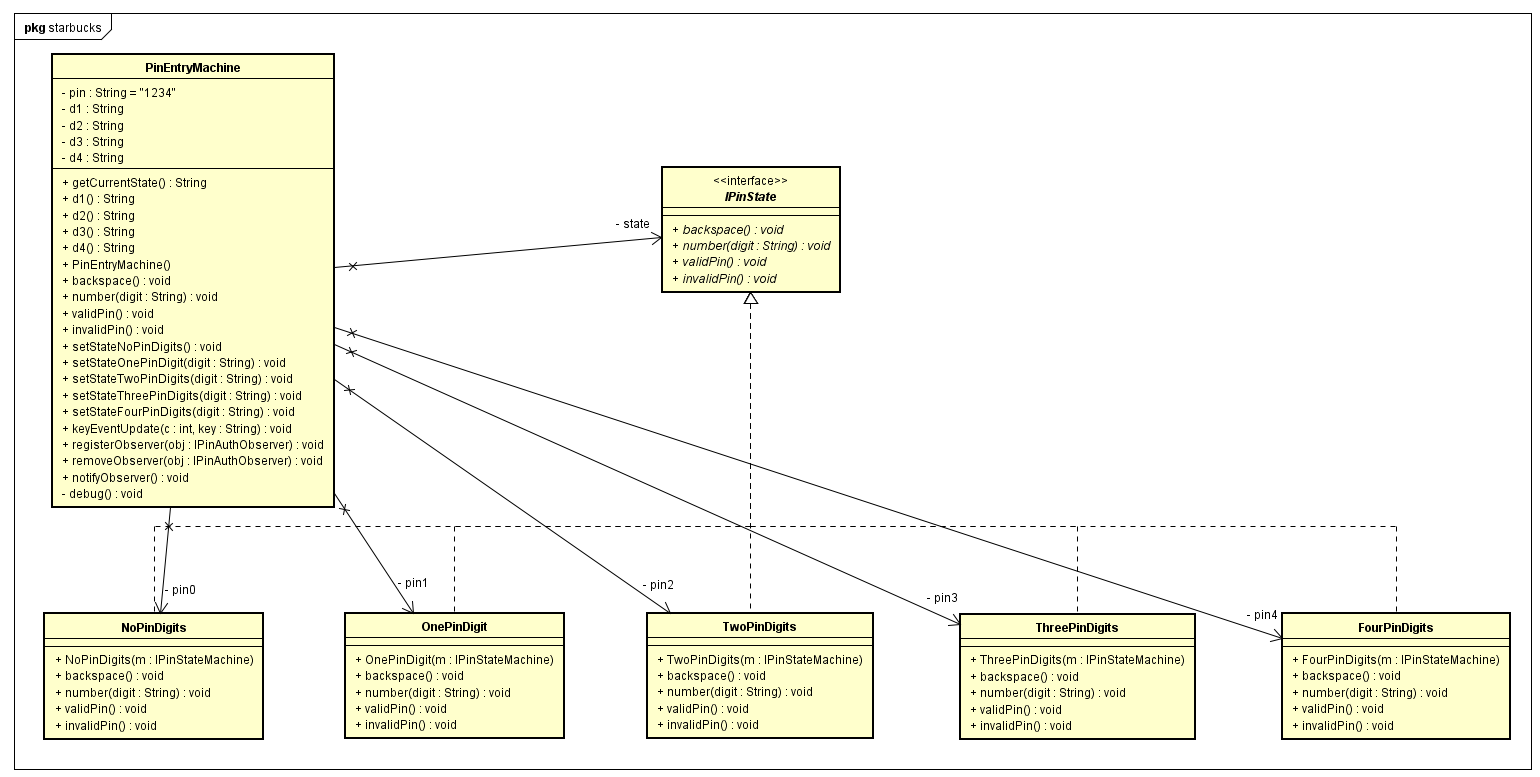 pkg starbucks
PinEntryMachine
- pin : String = "1234"
- d1 : String
- d2 : String
- d3 : String
- d4 : String
+ getCurrentState() : String
+ d1() : String
+ d2() : String
+ d3() : String
+ d4() : String
+ PinEntryMachine()
+ backspace() : void
+ number(digit : String) : void
+ validPin() : void
+ invalidPin() : void
+ setStateNoPinDigits() : void
+ setStateOnePinDigit(digit : String) : void
+ setStateTwoPinDigits(digit : String) : void
+ setStateThreePinDigits(digit : String) : void
+ setStateFourPinDigits(digit : String) : void
+ keyEventUpdate(c : int, key : String) : void
+ registerObserver(obj : IPinAuthObserver) : void
+ removeObserver(obj : IPinAuthObserver) : void
+ notifyObserver() : void
- debug() : void
- state
<<interface>>
IPinState
+ backspace() : void
+ number(digit : String) : void
+ validPin() : void
+ invalidPin() : void
- pin0
- pin1
- pin2
- pin3
- pin4
NoPinDigits
+ NoPinDigits(m : IPinStateMachine)
+ backspace() : void
+ number(digit : String) : void
+ validPin() : void
+ invalidPin() : void
OnePinDigit
+ OnePinDigit(m : IPinStateMachine)
+ backspace() : void
+ number(digit : String) : void
+ validPin() : void
+ invalidPin() : void
TwoPinDigits
+ TwoPinDigits(m : IPinStateMachine)
+ backspace() : void
+ number(digit : String) : void
+ validPin() : void
+ invalidPin() : void
ThreePinDigits
+ ThreePinDigits(m : IPinStateMachine)
+ backspace() : void
+ number(digit : String) : void
+ validPin() : void
+ invalidPin() : void
FourPinDigits
+ FourPinDigits(m : IPinStateMachine)
+ backspace() : void
+ number(digit : String) : void
+ validPin() : void
+ invalidPin() : void